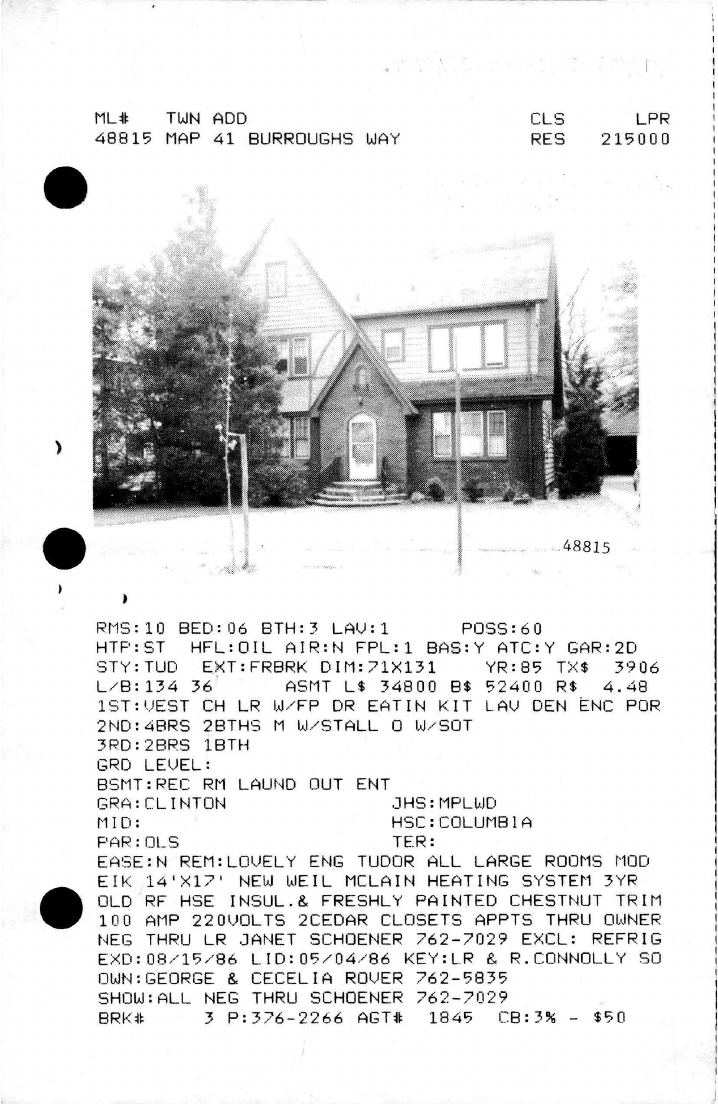 ML# TWN ADD CLS LPR
48815 MAP 41 BURROUGHS WAY RES 215000
48815
RMS:10 BED:06 BTH:3 LAV:1 POSS:60
HTP:ST HFL:OIL AIR:N FPL:1 BAS:Y ATC:Y GAR:2D
STY:TUD EXT:FRBRK DIM:71X131 YR:85 TX$ 3906
L/B:134 36 ASMT L$ 34800 B$ 52400 R$ 4.48
1ST:VEST CH LR W/FP DR EATIN KIT LAV DEN ENC POR
2ND:4BRS 2BTHS M W/STALL O W/SOT
3RD:2BRS 1BTH
GRD LEVEL:
BSMT:REC RM LAUND OUT ENT
GRA:CLINTON JHS:MPLWD
MID: HSC:COLUMBIA
PAR:OLS TER:
EASE:N REM:LOVELY ENG TUDOR ALL LARGE ROOMS MOD
EIK 14'X17' NEW WEIL MCLAIN HEATING SYSTEM 3YR
OLD RF HSE INSUL.& FRESHLY PAINTED CHESTNUT TRIM
100 AMP 220VOLTS 2CEDAR CLOSETS APPTS THRU OWNER
NEG THRU LR JANET SCHOENER 762-7029 EXCL: REFRIG
EXD:08/15/86 LID:05/04/86 KEY:LR & R.CONNOLLY SO
OWN:GEORGE & CECELIA ROVER 762-5835
SHOW:ALL NEG THRU SCHOENER 762-7029
BRK# 3 P:376-2266 AGT# 1845 CB:3% - $50